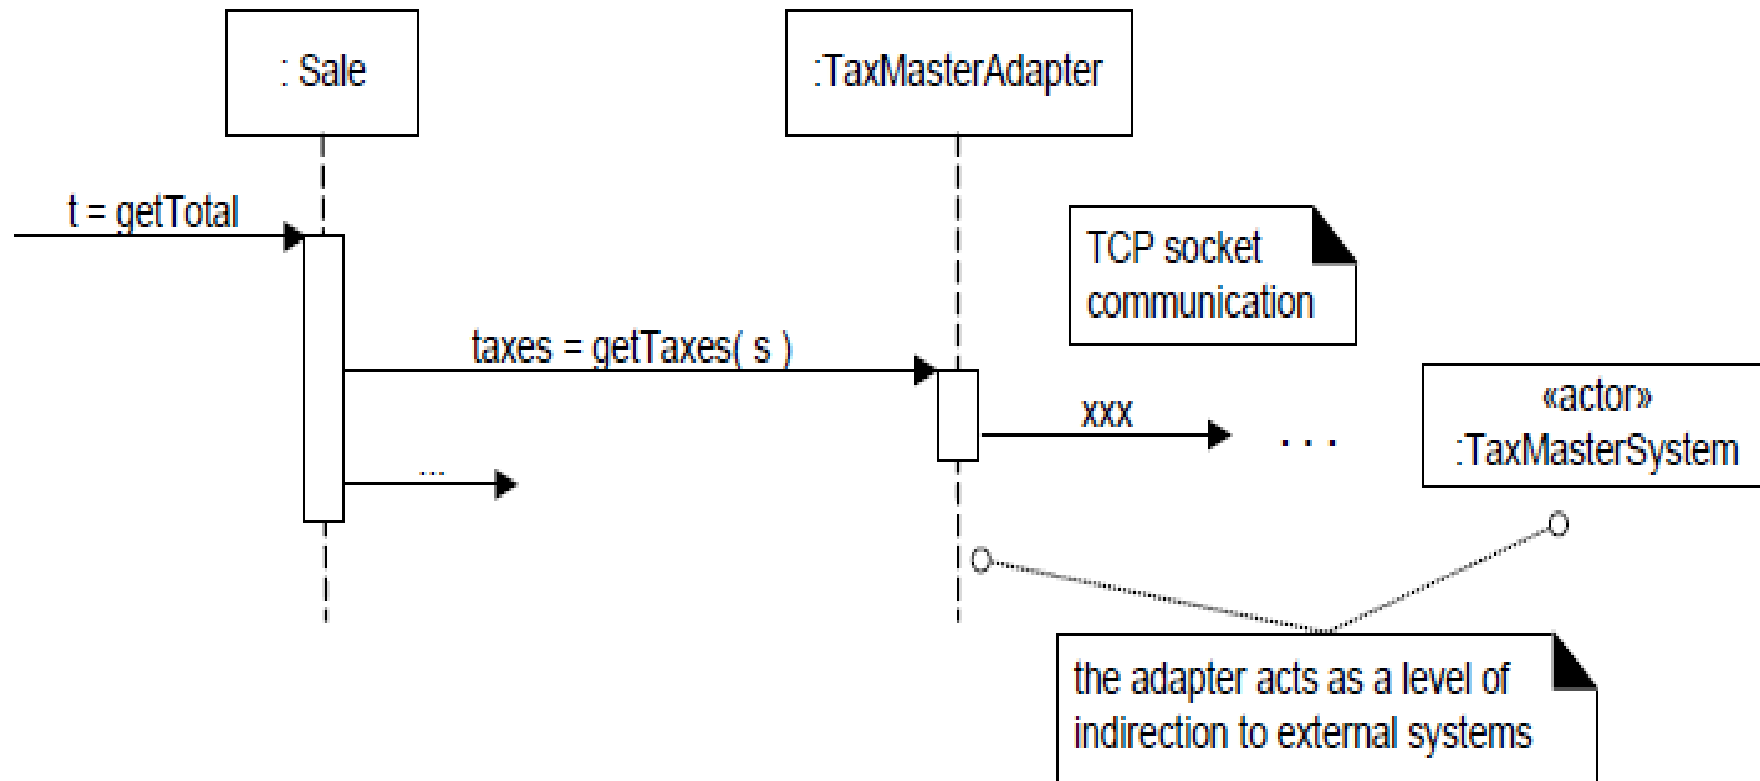 : Sale
:TaxMasterAdapter
t = getTotal
TCP socket
communication
taxes = getTaxes( s )
xxx
. . .
«actor»
:TaxMasterSystem
...
the adapter acts as a level of
indirection to external systems